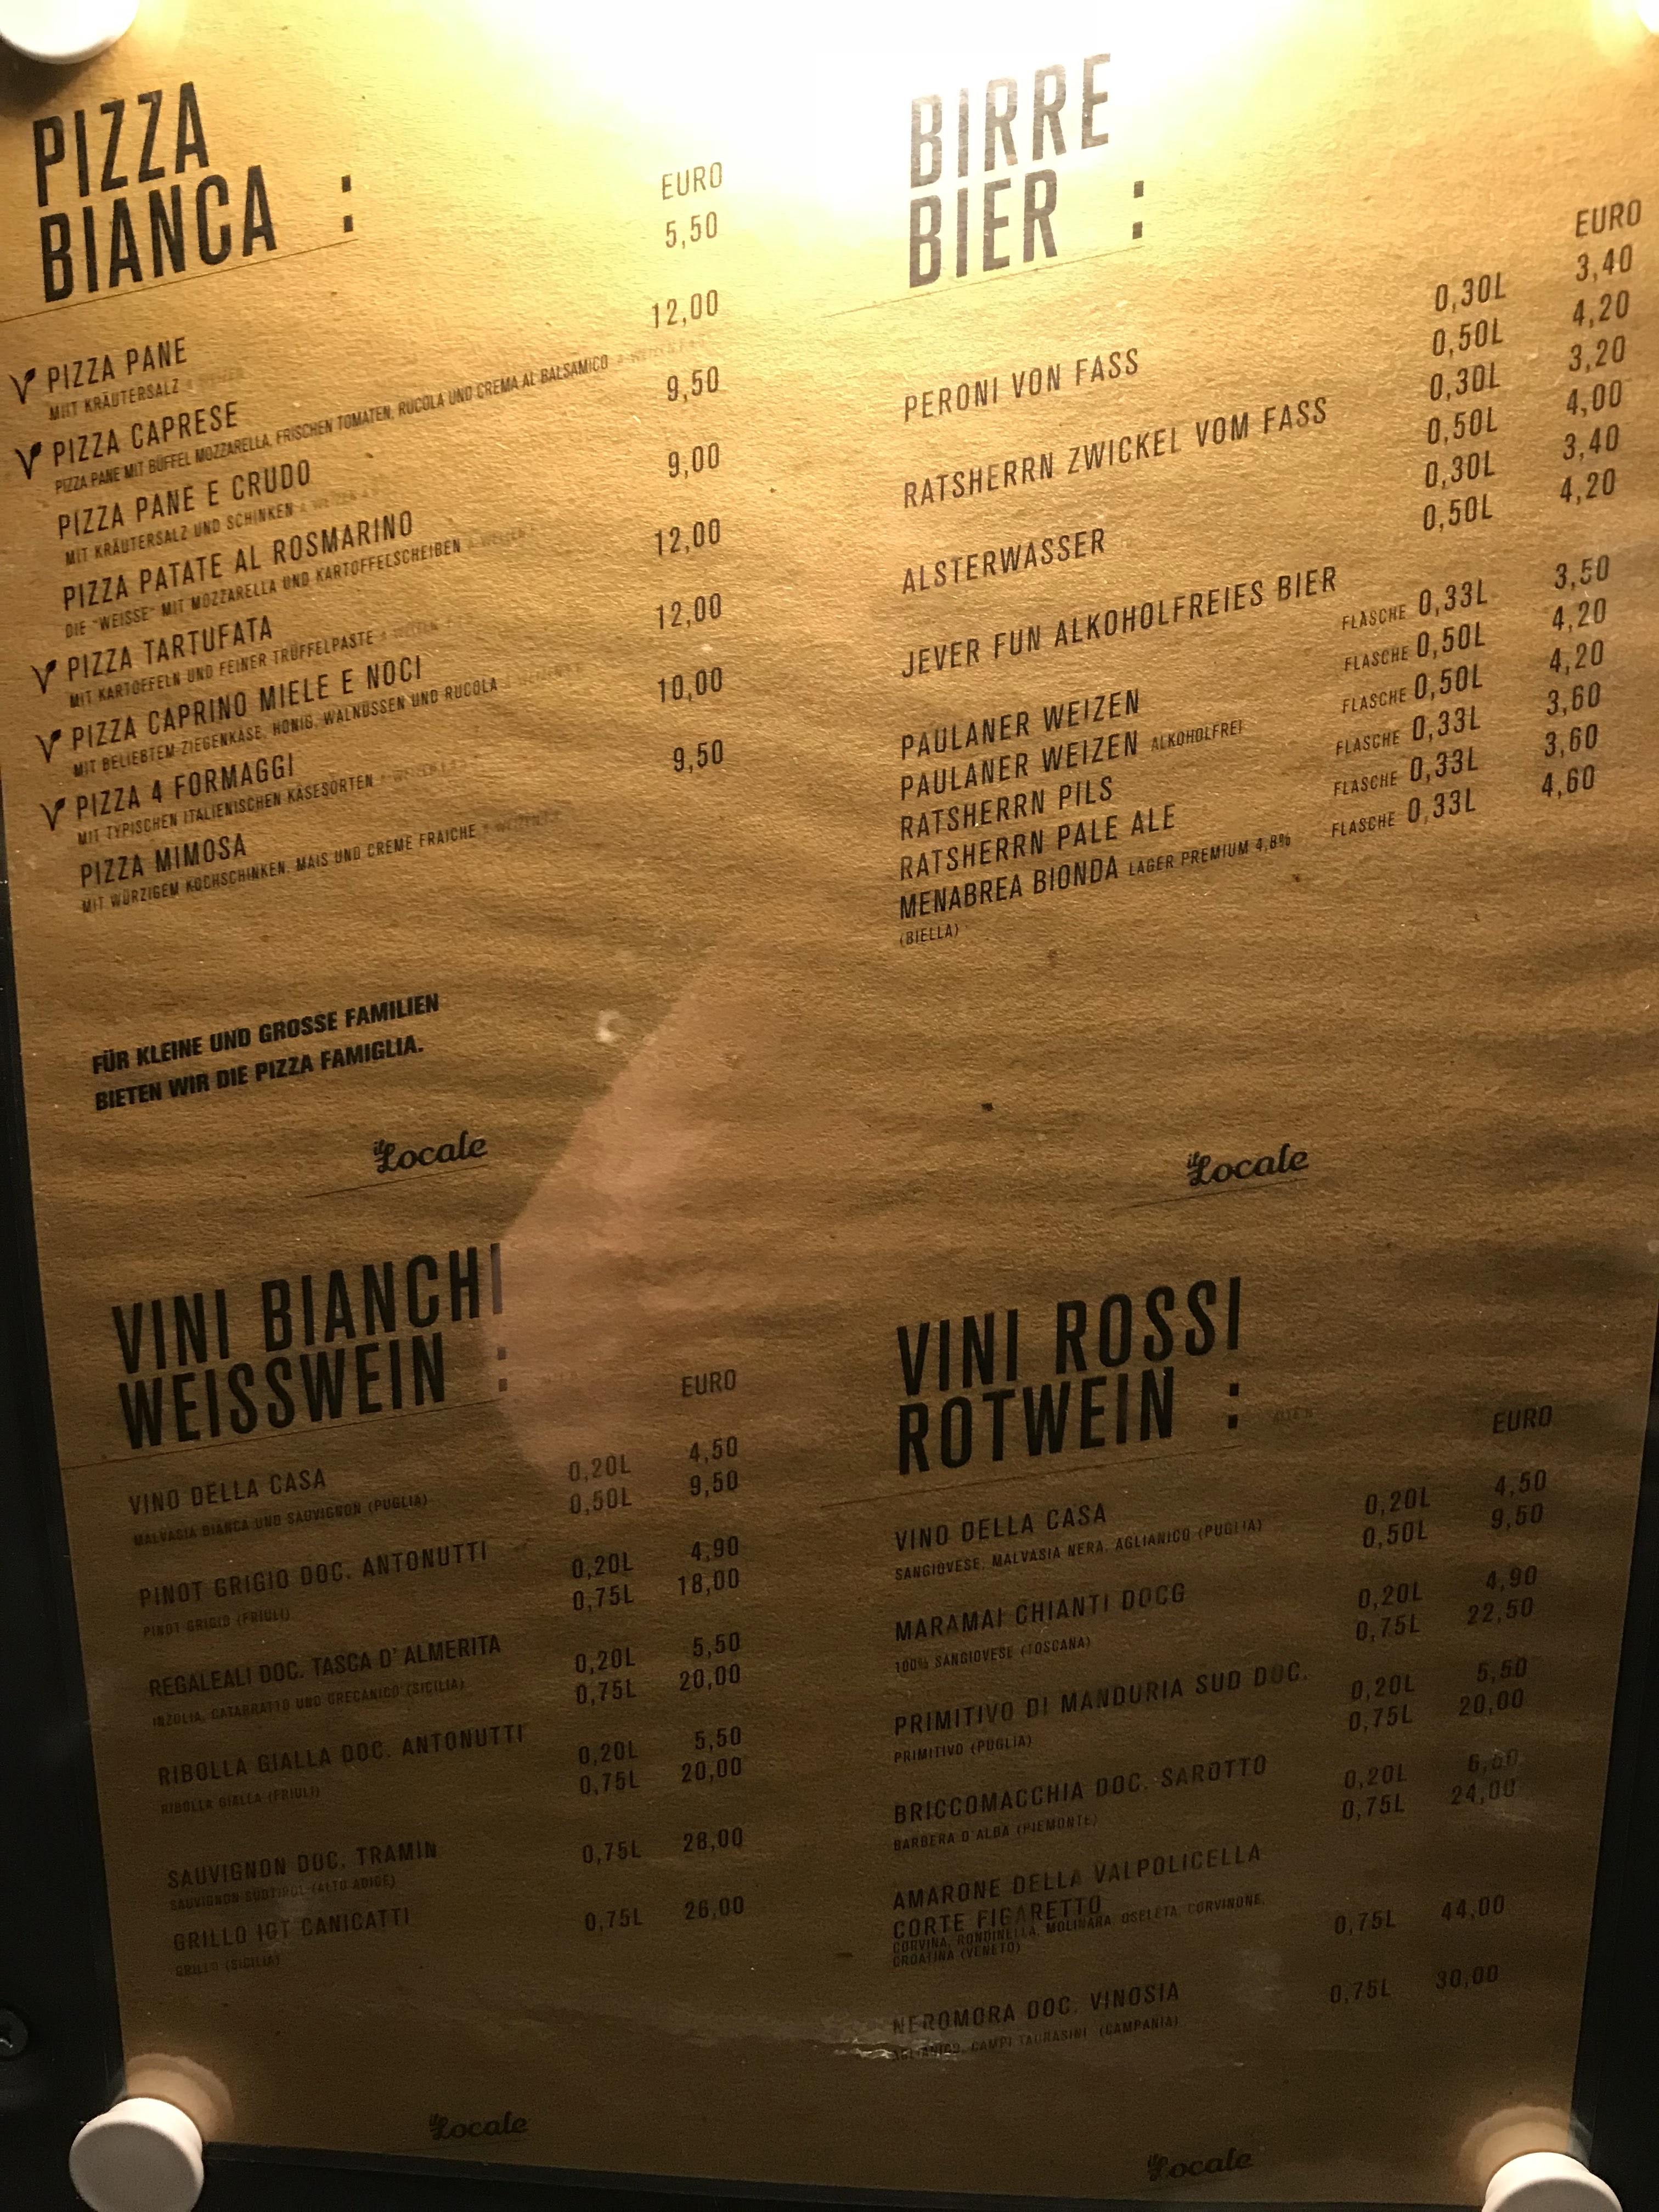 PIZZA
BIANCA :
EURO
V PIZZA PANE 5,50
MIT KRÄUTERSALZ
V PIZZA CAPRESE 12,00
PIZZA PANE MIT BÜFFEL MOZZARELLA, FRISCHEN TOMATEN, RUCOLA UND CREMA AL BALSAMICO
PIZZA PANE E CRUDO 9,50
MIT KRÄUTERSALZ UND SCHINKEN
PIZZA PATATE AL ROSMARINO 9,00
DIE "WEISSE" MIT MOZZARELLA UND KARTOFFELSCHEIBEN
V PIZZA TARTUFATA 12,00
MIT KARTOFFELN UND FEINER TRÜFFELPASTE
V PIZZA CAPRINO MIELE E NOCI 12,00
MIT BELIEBTEM ZIEGENKÄSE, HONIG, WALNÜSSEN UND RUCOLA
V PIZZA 4 FORMAGGI 10,00
MIT TYPISCHEN ITALIENISCHEN KÄSESORTEN
PIZZA MIMOSA 9,50
MIT WÜRZIGEM KOCHSCHINKEN, MAIS UND CREME FRAICHE
FÜR KLEINE UND GROSSE FAMILIEN
BIETEN WIR DIE PIZZA FAMIGLIA.
il Locale
BIRRE
BIER :
EURO
PERONI VON FASS 0,30L 3,40
0,50L 4,20
RATSHERRN ZWICKEL VOM FASS 0,30L 3,20
0,50L 4,00
ALSTERWASSER 0,30L 3,40
0,50L 4,20
JEVER FUN ALKOHOLFREIES BIER FLASCHE 0,33L 3,50
PAULANER WEIZEN FLASCHE 0,50L 4,20
PAULANER WEIZEN ALKOHOLFREI FLASCHE 0,50L 4,20
RATSHERRN PILS FLASCHE 0,33L 3,60
RATSHERRN PALE ALE FLASCHE 0,33L 3,60
MENABREA BIONDA LAGER PREMIUM 4,8% FLASCHE 0,33L 4,60
(BIELLA)
il Locale
VINI BIANCHI
WEISSWEIN :
EURO
VINO DELLA CASA 0,20L 4,50
MALVASIA BIANCA UND SAUVIGNON (PUGLIA) 0,50L 9,50
PINOT GRIGIO DOC. ANTONUTTI 0,20L 4,90
PINOT GRIGIO (FRIULI) 0,75L 18,00
REGALEALI DOC. TASCA D'ALMERITA 0,20L 5,50
INZOLIA, CATARRATTO UND GRECANICO (SICILIA) 0,75L 20,00
RIBOLLA GIALLA DOC. ANTONUTTI 0,20L 5,50
RIBOLLA GIALLA (FRIULI) 0,75L 20,00
SAUVIGNON DOC. TRAMIN 0,75L 28,00
SAUVIGNON SÜDTIROL (ALTO ADIGE)
GRILLO IGT CANICATTI 0,75L 26,00
GRILLO (SICILIA)
il Locale
VINI ROSSI
ROTWEIN :
EURO
VINO DELLA CASA 0,20L 4,50
SANGIOVESE, MALVASIA NERA, AGLIANICO (PUGLIA) 0,50L 9,50
MARAMAI CHIANTI DOCG 0,20L 4,90
100% SANGIOVESE (TOSCANA) 0,75L 22,50
PRIMITIVO DI MANDURIA SUD DOC. 0,20L 5,50
PRIMITIVO (PUGLIA) 0,75L 20,00
BRICCOMACCHIA DOC. SAROTTO 0,20L 6,50
BARBERA D'ALBA (PIEMONTE) 0,75L 24,00
AMARONE DELLA VALPOLICELLA
CORTE FIGARETTO 0,75L 44,00
CORVINA, RONDINELLA, MOLINARA, OSELETA, CORVINONE,
CROATINA (VENETO)
NEROMORA DOC. VINOSIA 0,75L 30,00
AGLIANICO, CAMPI TAURASINI (CAMPANIA)
il Locale